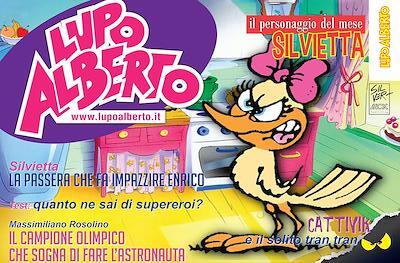 LUPO
ALBERTO
www.lupoalberto.it
il personaggio del mese
SILVIETTA
LUPO ALBERTO
SILVER
MCK
Silvietta
LA PASSERA CHE FA IMPAZZIRE ENRICO
Test: quanto ne sai di supereroi?
Massimiliano Rosolino
IL CAMPIONE OLIMPICO
CHE SOGNA DI FARE L'ASTRONAUTA
CATTIVIK
e il solito tran tran